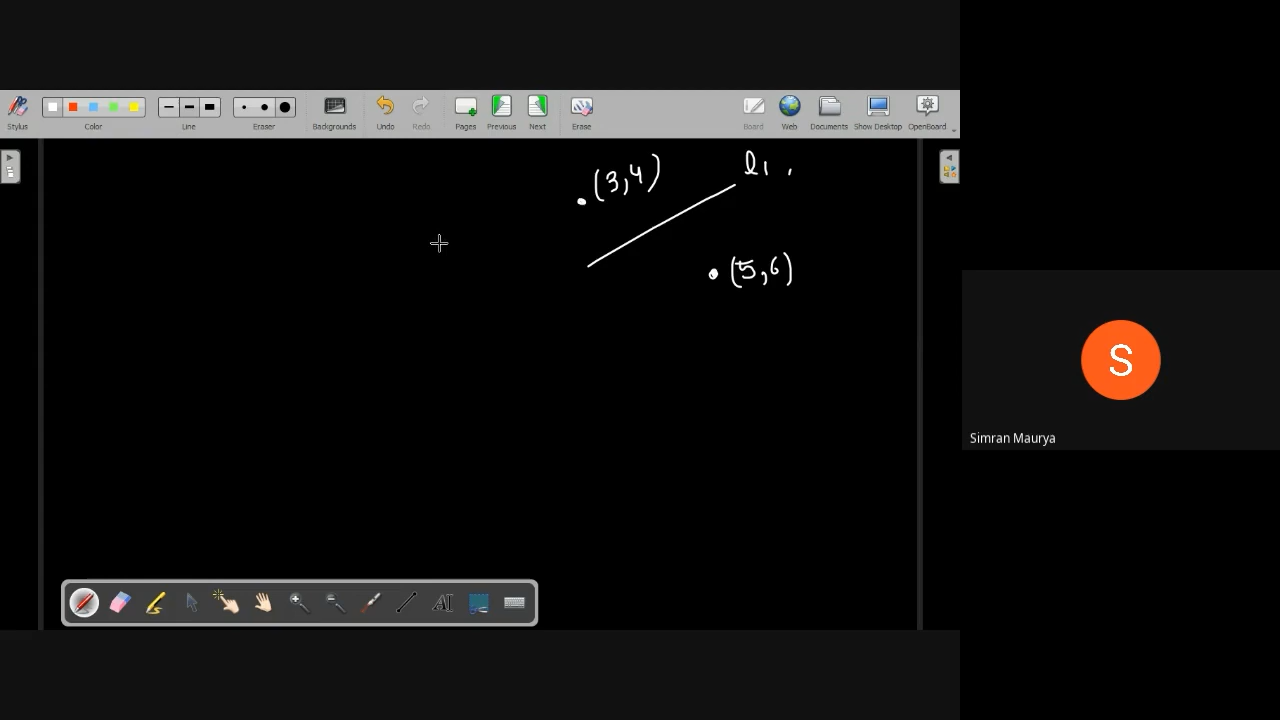 Stylus
Color
Line
Eraser
Backgrounds
Undo
Redo
Pages
Previous
Next
Erase
Board
Web
Documents
Show Desktop
OpenBoard
(3,4)
l1 .
(5,6)
S
Simran Maurya
AI